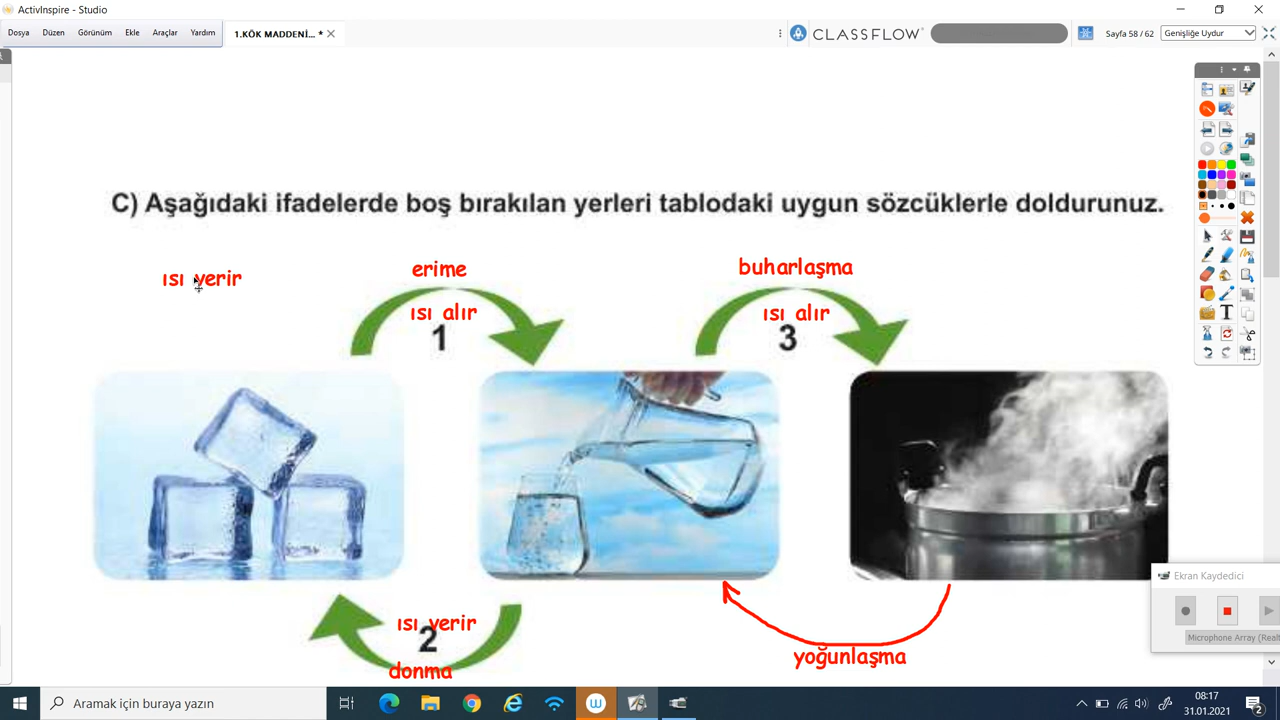 ActivInspire - Studio
Dosya Düzen Görünüm Ekle Araçlar Yardım
1.KÖK MADDENİ... *
CLASSFLOW
Sayfa 58 / 62
Genişliğe Uydur
C) Aşağıdaki ifadelerde boş bırakılan yerleri tablodaki uygun sözcüklerle doldurunuz.
ısı verir
erime
buharlaşma
ısı alır
ısı alır
1
3
ısı verir
2
donma
yoğunlaşma
Ekran Kaydedici
Microphone Array (Realt
Aramak için buraya yazın
08:17
31.01.2021
2